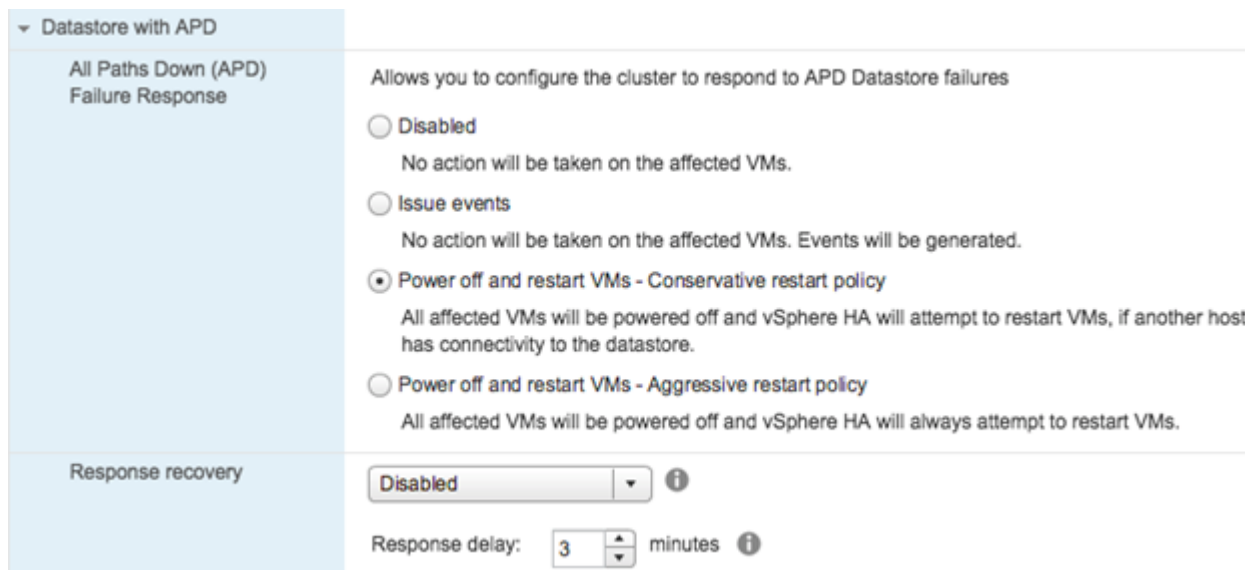 Datastore with APD
All Paths Down (APD)
Failure Response
Allows you to configure the cluster to respond to APD Datastore failures
Disabled
No action will be taken on the affected VMs.
Issue events
No action will be taken on the affected VMs. Events will be generated.
Power off and restart VMs - Conservative restart policy
All affected VMs will be powered off and vSphere HA will attempt to restart VMs, if another host
has connectivity to the datastore.
Power off and restart VMs - Aggressive restart policy
All affected VMs will be powered off and vSphere HA will always attempt to restart VMs.
Response recovery
Disabled
Response delay: 3 minutes